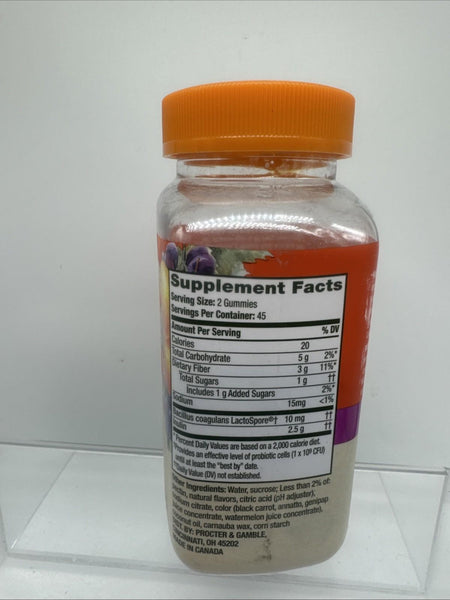 Supplement Facts
Serving Size: 2 Gummies
Servings Per Container: 45
Amount Per Serving % DV
Calories 20
Total Carbohydrate 5 g 2%*
Dietary Fiber 3 g 11%*
Total Sugars 1 g ††
Includes 1 g Added Sugars 2%*
Sodium 15mg <1%
Bacillus coagulans LactoSpore®† 10 mg ††
Inulin 2.5 g ††
Percent Daily Values are based on a 2,000 calorie diet.
Provides an effective level of probiotic cells (1 x 10⁹ CFU)
until at least the "best by" date.
Daily Value (DV) not established.
Other Ingredients: Water, sucrose; Less than 2% of:
pectin, natural flavors, citric acid (pH adjuster),
sodium citrate, color (black carrot, annatto, genipap
juice concentrate, watermelon juice concentrate),
coconut oil, carnauba wax, corn starch
DIST. BY: PROCTER & GAMBLE,
CINCINNATI, OH 45202
MADE IN CANADA